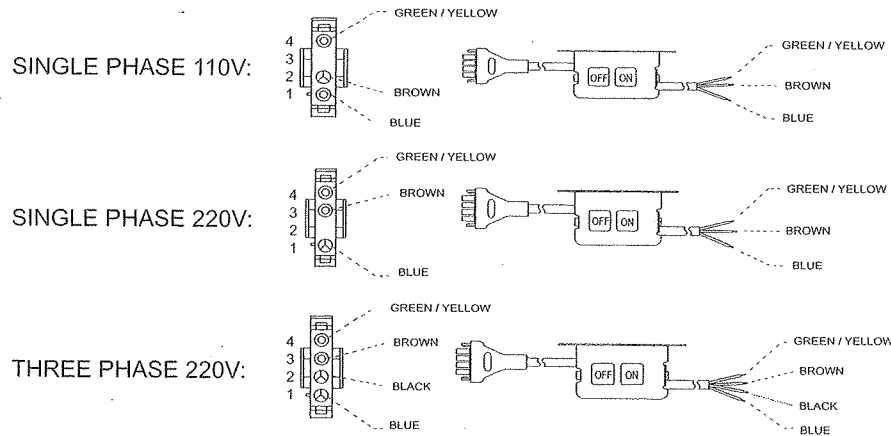 GREEN / YELLOW
4
3
2
1
SINGLE PHASE 110V:
BROWN
BLUE
OFF ON
GREEN / YELLOW
BROWN
BLUE
GREEN / YELLOW
4
3
2
1
SINGLE PHASE 220V:
BROWN
BLUE
OFF ON
GREEN / YELLOW
BROWN
BLUE
GREEN / YELLOW
4
3
2
1
THREE PHASE 220V:
BROWN
BLACK
BLUE
OFF ON
GREEN / YELLOW
BROWN
BLACK
BLUE